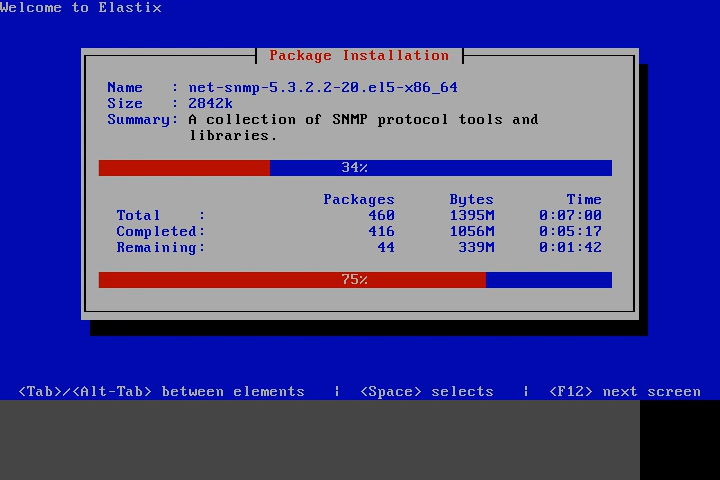 Welcome to Elastix
Package Installation
Name : net-snmp-5.3.2.2-20.el5-x86_64
Size : 2842k
Summary: A collection of SNMP protocol tools and
libraries.
34%
Packages Bytes Time
Total : 460 1395M 0:07:00
Completed: 416 1056M 0:05:17
Remaining: 44 339M 0:01:42
75%
<Tab>/<Alt-Tab> between elements | <Space> selects | <F12> next screen